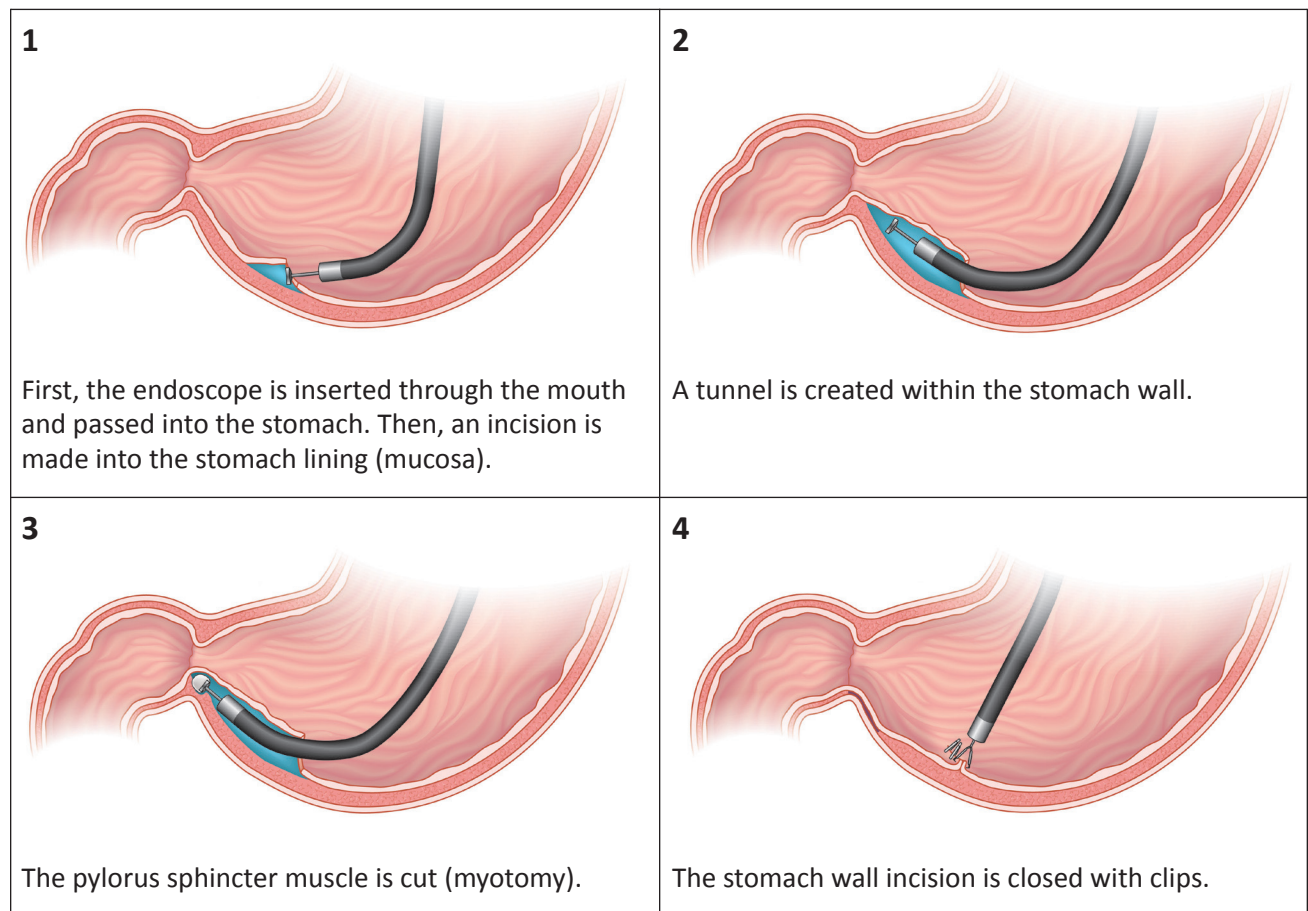 1
First, the endoscope is inserted through the mouth
and passed into the stomach. Then, an incision is
made into the stomach lining (mucosa).
2
A tunnel is created within the stomach wall.
3
The pylorus sphincter muscle is cut (myotomy).
4
The stomach wall incision is closed with clips.